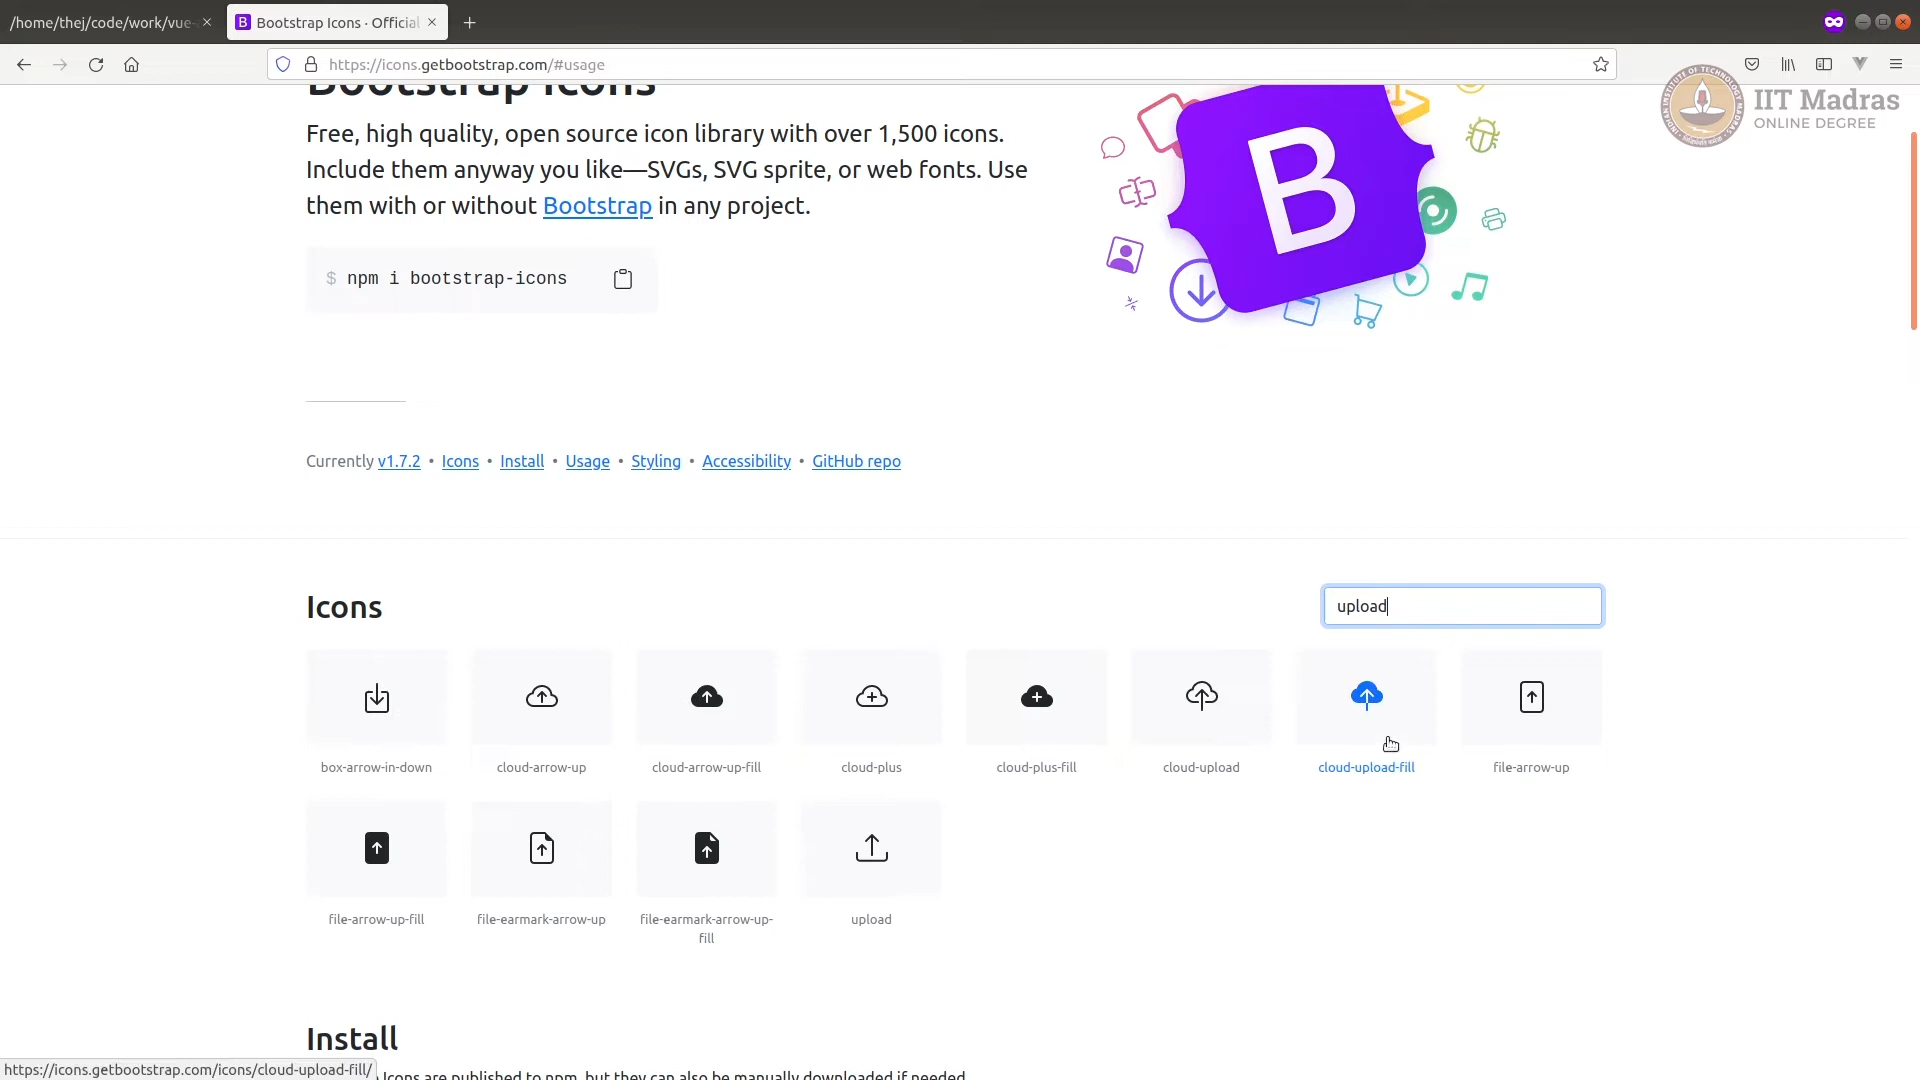 /home/thej/code/work/vue-
Bootstrap Icons · Official
https://icons.getbootstrap.com/#usage
IIT Madras
ONLINE DEGREE
Bootstrap Icons
Free, high quality, open source icon library with over 1,500 icons.
Include them anyway you like—SVGs, SVG sprite, or web fonts. Use
them with or without Bootstrap in any project.
$ npm i bootstrap-icons
B
Currently v1.7.2 • Icons • Install • Usage • Styling • Accessibility • GitHub repo
Icons
upload
box-arrow-in-down
cloud-arrow-up
cloud-arrow-up-fill
cloud-plus
cloud-plus-fill
cloud-upload
cloud-upload-fill
file-arrow-up
file-arrow-up-fill
file-earmark-arrow-up
file-earmark-arrow-up-
fill
upload
Install
https://icons.getbootstrap.com/icons/cloud-upload-fill/
Icons are published to npm, but they can also be manually downloaded if needed.